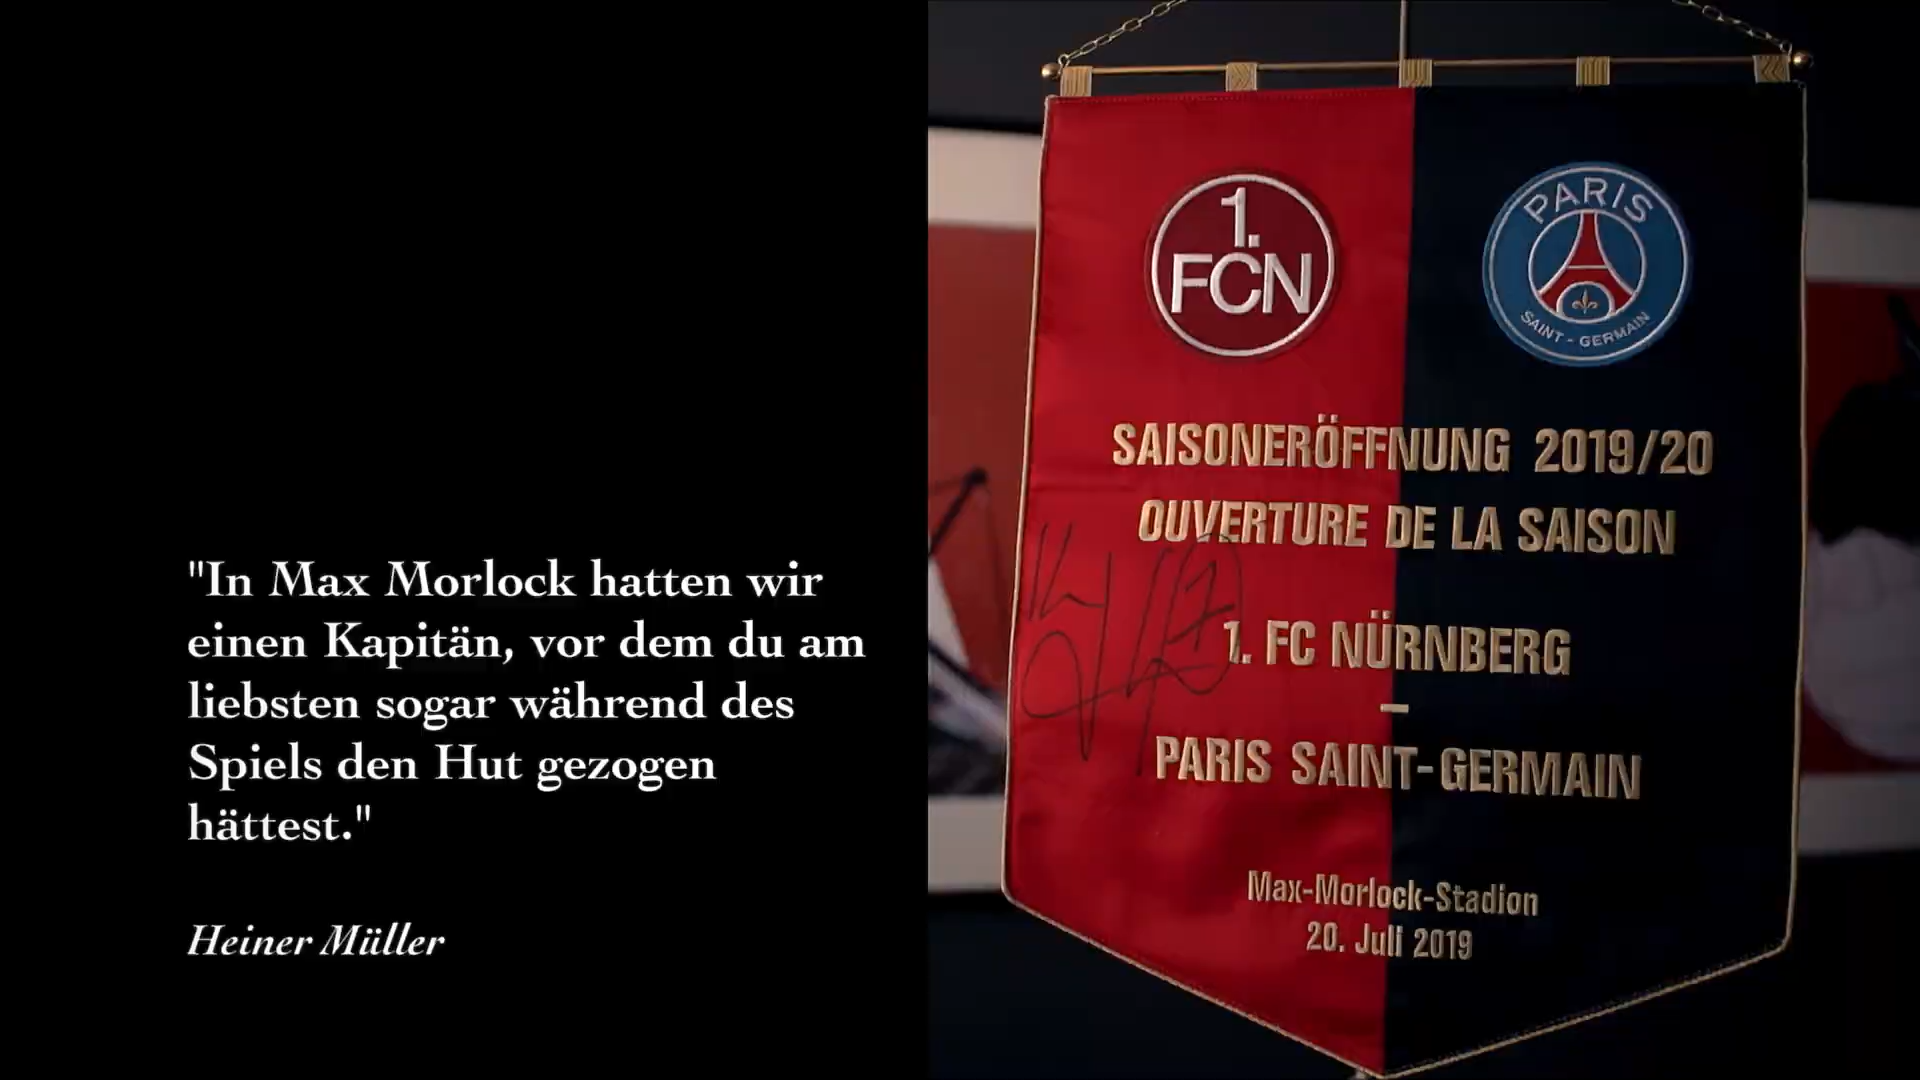 "In Max Morlock hatten wir
einen Kapitän, vor dem du am
liebsten sogar während des
Spiels den Hut gezogen
hättest."
Heiner Müller
1.
FCN
PARIS
SAINT-GERMAIN
SAISONERÖFFNUNG 2019/20
OUVERTURE DE LA SAISON
1. FC NÜRNBERG
–
PARIS SAINT-GERMAIN
Max-Morlock-Stadion
20. Juli 2019